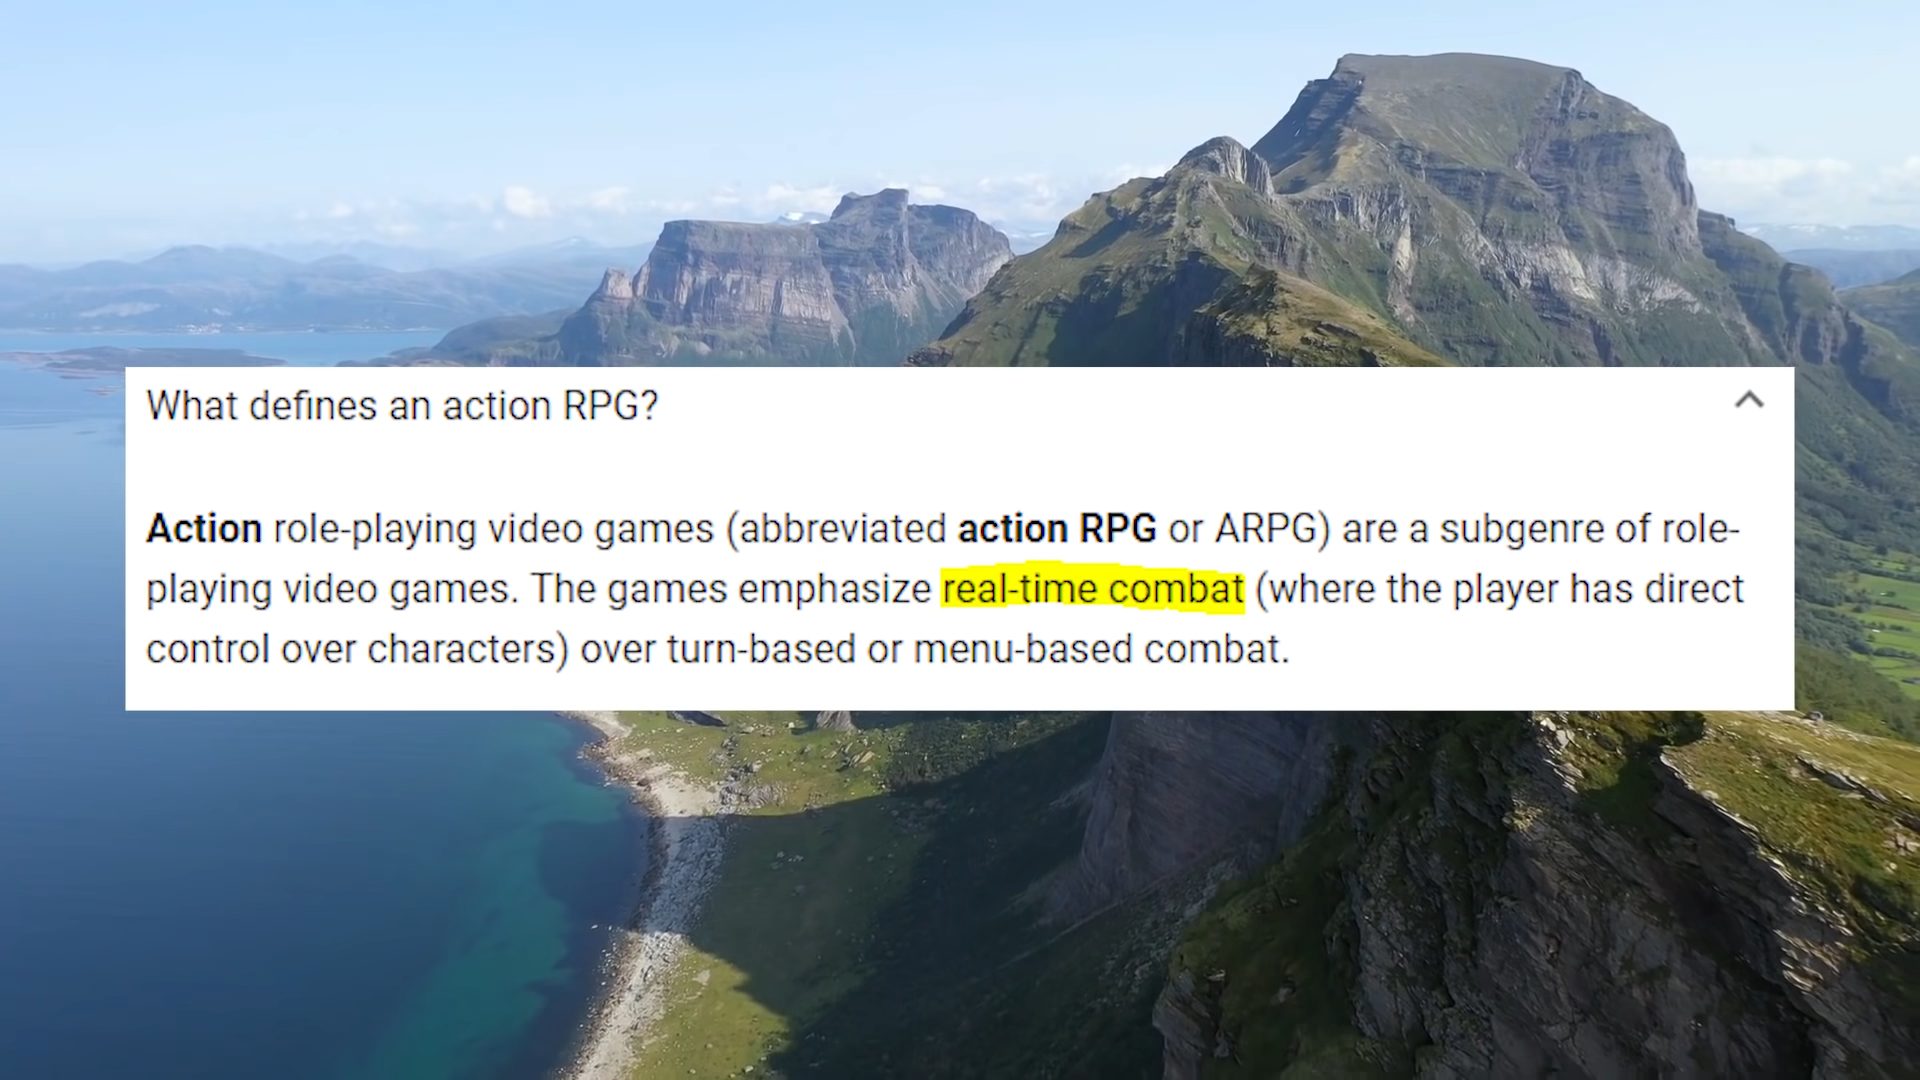 What defines an action RPG?
Action role-playing video games (abbreviated action RPG or ARPG) are a subgenre of role-
playing video games. The games emphasize real-time combat (where the player has direct
control over characters) over turn-based or menu-based combat.